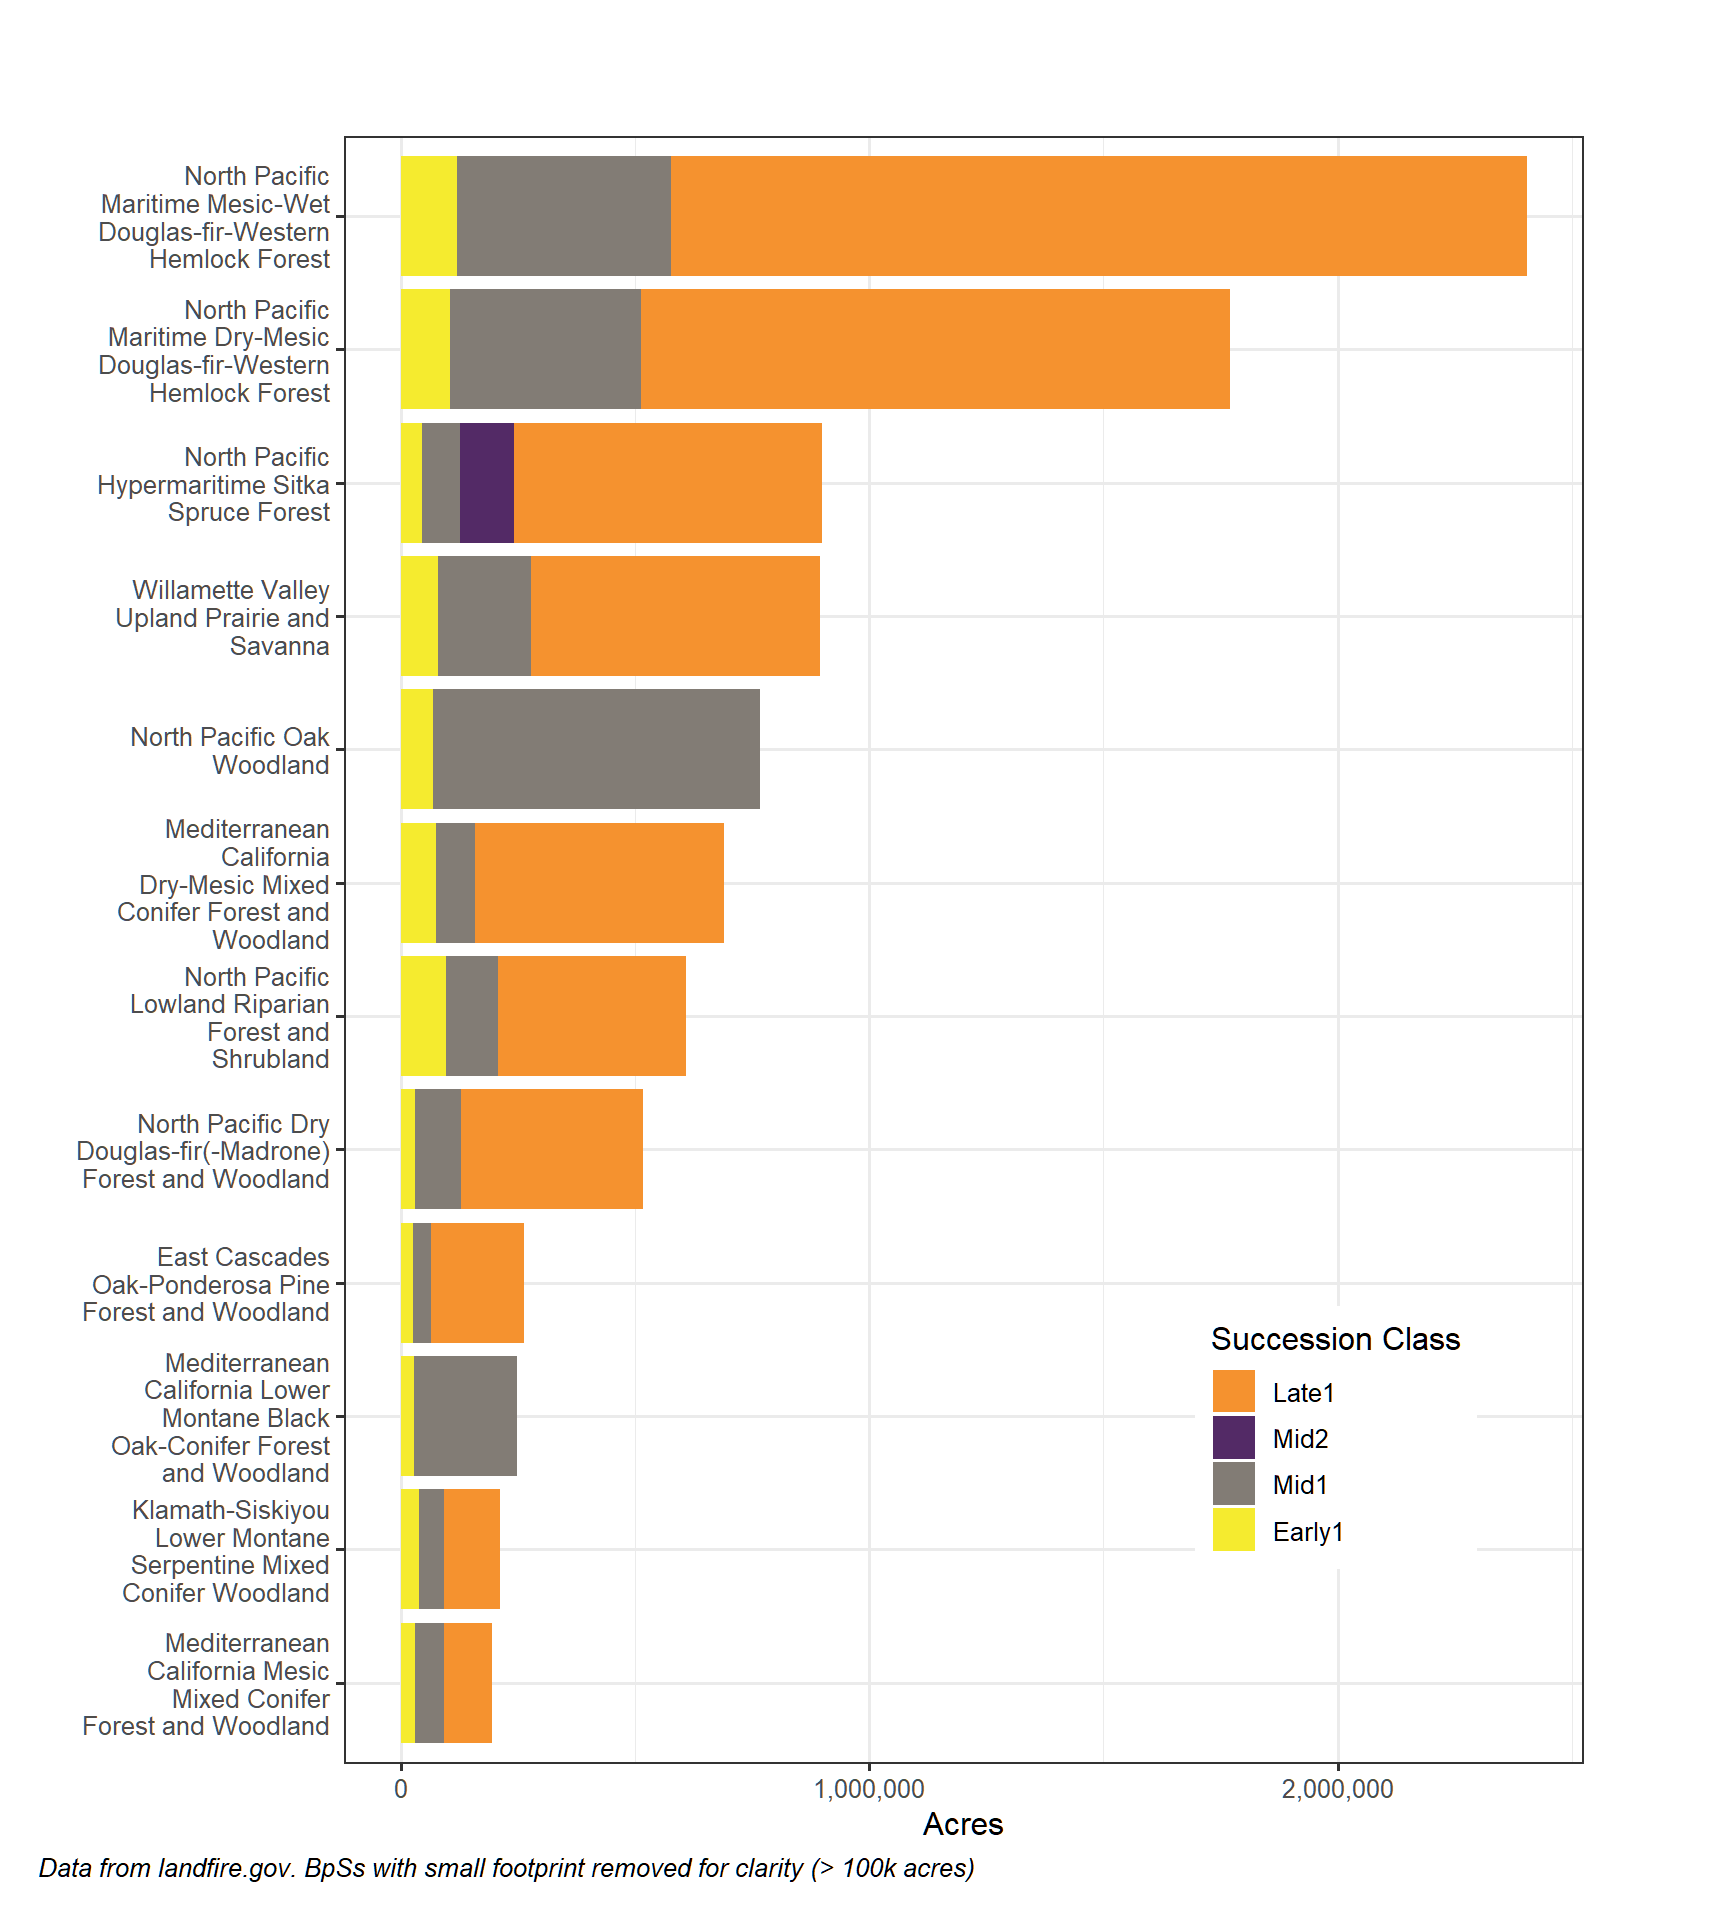 North Pacific
Maritime Mesic-Wet
Douglas-fir-Western
Hemlock Forest
North Pacific
Maritime Dry-Mesic
Douglas-fir-Western
Hemlock Forest
North Pacific
Hypermaritime Sitka
Spruce Forest
Willamette Valley
Upland Prairie and
Savanna
North Pacific Oak
Woodland
Mediterranean
California
Dry-Mesic Mixed
Conifer Forest and
Woodland
North Pacific
Lowland Riparian
Forest and
Shrubland
North Pacific Dry
Douglas-fir(-Madrone)
Forest and Woodland
East Cascades
Oak-Ponderosa Pine
Forest and Woodland
Mediterranean
California Lower
Montane Black
Oak-Conifer Forest
and Woodland
Klamath-Siskiyou
Lower Montane
Serpentine Mixed
Conifer Woodland
Mediterranean
California Mesic
Mixed Conifer
Forest and Woodland
Succession Class
Late1
Mid2
Mid1
Early1
0 1,000,000 2,000,000
Acres
Data from landfire.gov. BpSs with small footprint removed for clarity (> 100k acres)